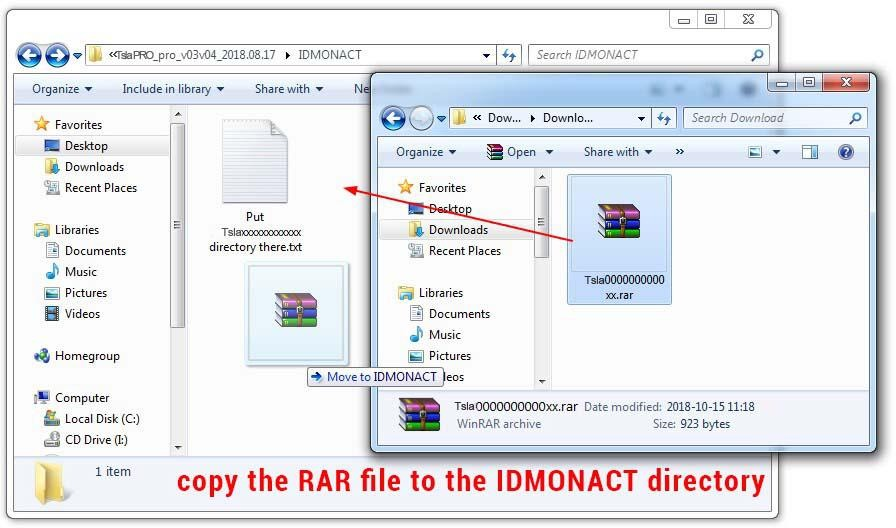 «TslaPRO_pro_v03v04_2018.08.17 ▸ IDMONACT
Search IDMONACT
Organize ▾ Include in library ▾ Share with ▾
Favorites
Desktop
Downloads
Recent Places
Libraries
Documents
Music
Pictures
Videos
Homegroup
Computer
Local Disk (C:)
CD Drive (I:)
Put
Tslaxxxxxxxxxxxx
directory there.txt
Move to IDMONACT
1 item
« Dow... ▸ Downlo...
Search Download
Organize ▾ Open ▾ Share with ▾ »
Favorites
Desktop
Downloads
Recent Places
Libraries
Documents
Music
Pictures
Tsla0000000000
xx.rar
Tsla0000000000xx.rar Date modified: 2018-10-15 11:18
WinRAR archive Size: 923 bytes
copy the RAR file to the IDMONACT directory